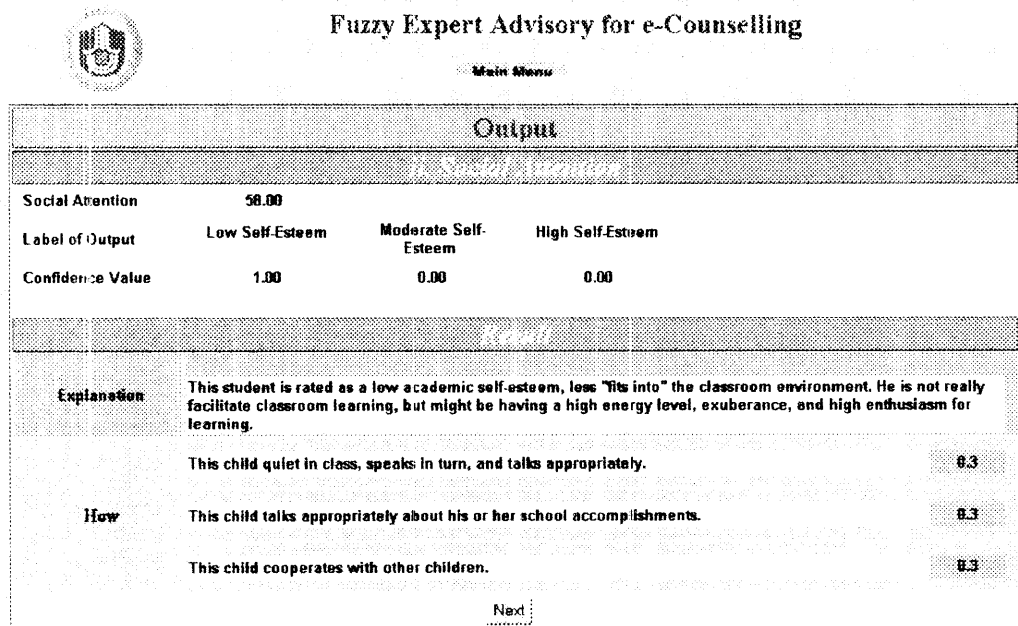 Fuzzy Expert Advisory for e-Counselling
Main Menu
Output
Social Attention
Social Attention 58.00
Label of Output Low Self-Esteem Moderate Self-Esteem High Self-Esteem
Confidence Value 1.00 0.00 0.00
Result
Explanation
This student is rated as a low academic self-esteem, less "fits into" the classroom environment. He is not really
facilitate classroom learning, but might be having a high energy level, exuberance, and high enthusiasm for
learning.
This child quiet in class, speaks in turn, and talks appropriately. 0.3
How This child talks appropriately about his or her school accomplishments. 0.3
This child cooperates with other children. 0.3
Next